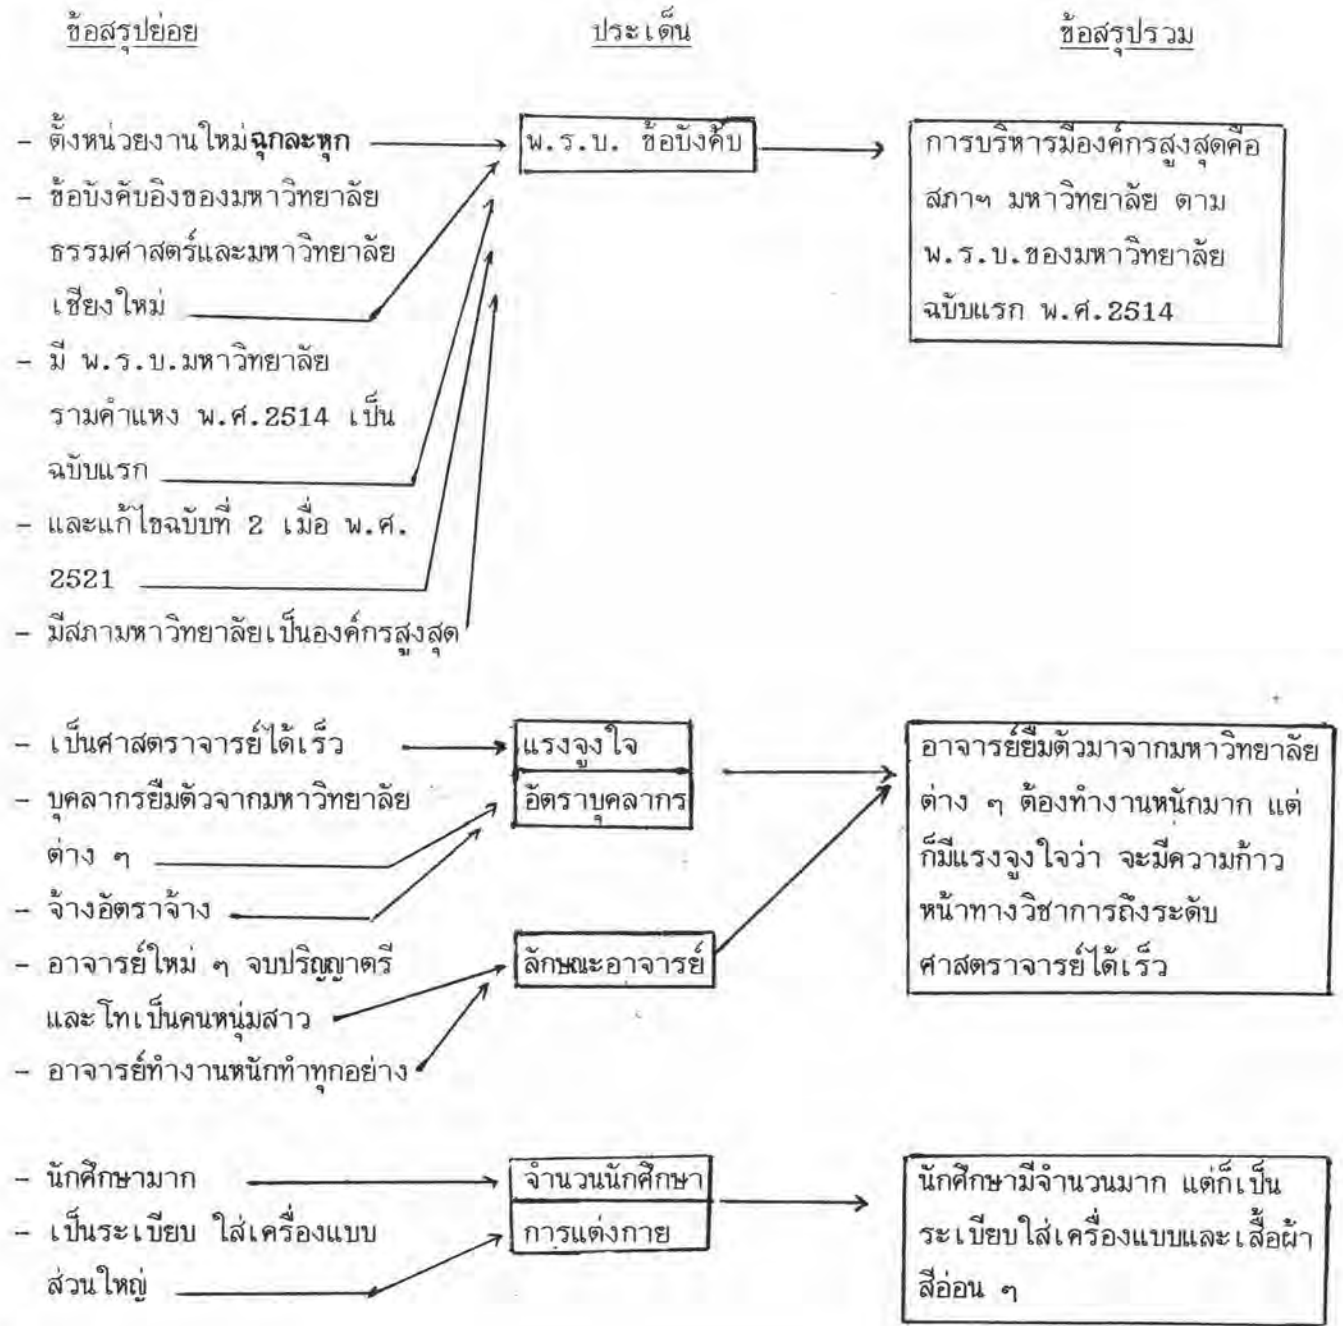 ข้อสรุปย่อย
ประเด็น
ข้อสรุปรวม
- ตั้งหน่วยงานใหม่ฉุกละหุก
- ข้อบังคับอิงของมหาวิทยาลัย
ธรรมศาสตร์และมหาวิทยาลัย
เชียงใหม่
- มี พ.ร.บ.มหาวิทยาลัย
รามคำแหง พ.ศ.2514 เป็น
ฉบับแรก
- และแก้ไขฉบับที่ 2 เมื่อ พ.ศ.
2521
- มีสภามหาวิทยาลัยเป็นองค์กรสูงสุด
พ.ร.บ. ข้อบังคับ
การบริหารมีองค์กรสูงสุดคือ
สภาฯ มหาวิทยาลัย ตาม
พ.ร.บ.ของมหาวิทยาลัย
ฉบับแรก พ.ศ.2514
- เป็นศาสตราจารย์ได้เร็ว
- บุคลากรยืมตัวจากมหาวิทยาลัย
ต่าง ๆ
- จ้างอัตราจ้าง
- อาจารย์ใหม่ ๆ จบปริญญาตรี
และโทเป็นคนหนุ่มสาว
- อาจารย์ทำงานหนักทำทุกอย่าง
แรงจูงใจ
อัตราบุคลากร
ลักษณะอาจารย์
อาจารย์ยืมตัวมาจากมหาวิทยาลัย
ต่าง ๆ ต้องทำงานหนักมาก แต่
ก็มีแรงจูงใจว่า จะมีความก้าว
หน้าทางวิชาการถึงระดับ
ศาสตราจารย์ได้เร็ว
- นักศึกษามาก
- เป็นระเบียบ ใส่เครื่องแบบ
ส่วนใหญ่
จำนวนนักศึกษา
การแต่งกาย
นักศึกษามีจำนวนมาก แต่ก็เป็น
ระเบียบใส่เครื่องแบบและเสื้อผ้า
สีอ่อน ๆ